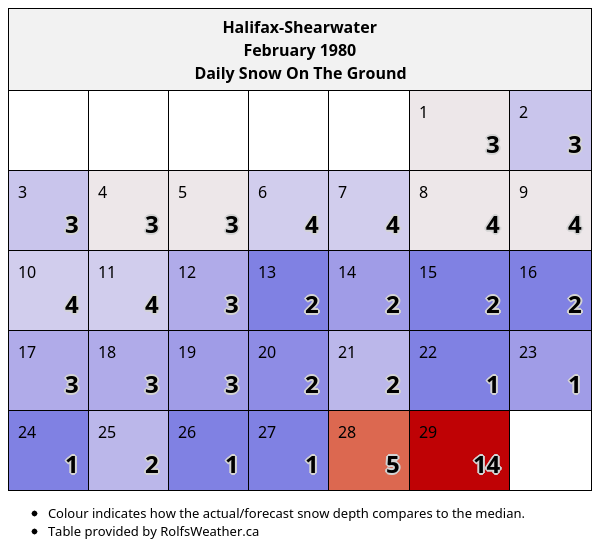 Halifax-Shearwater
February 1980
Daily Snow On The Ground
1 2
3 3
3 4 5 6 7 8 9
3 3 3 4 4 4 4
10 11 12 13 14 15 16
4 4 3 2 2 2 2
17 18 19 20 21 22 23
3 3 3 2 2 1 1
24 25 26 27 28 29
1 2 1 1 5 14
• Colour indicates how the actual/forecast snow depth compares to the median.
• Table provided by RolfsWeather.ca